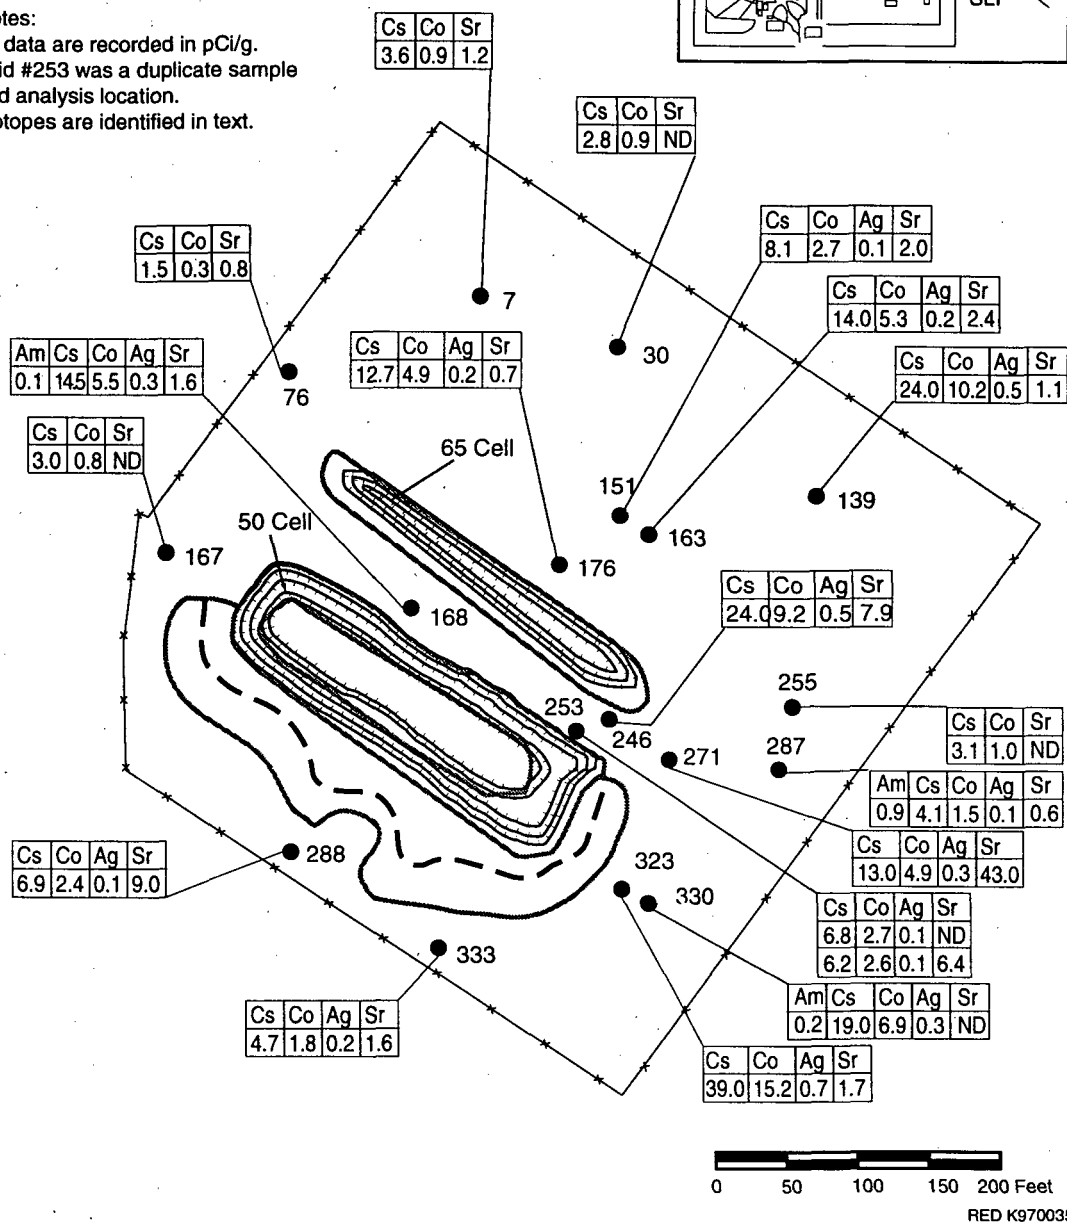 tes:
data are recorded in pCi/g.
id #253 was a duplicate sample
d analysis location.
topes are identified in text.
Cs Co Sr
3.6 0.9 1.2
Cs Co Sr
2.8 0.9 ND
Cs Co Ag Sr
8.1 2.7 0.1 2.0
Cs Co Sr
1.5 0.3 0.8
Cs Co Ag Sr
14.0 5.3 0.2 2.4
7
30
Am Cs Co Ag Sr
0.1 14.5 5.5 0.3 1.6
Cs Co Ag Sr
12.7 4.9 0.2 0.7
Cs Co Ag Sr
24.0 10.2 0.5 1.1
76
Cs Co Sr
3.0 0.8 ND
65 Cell
151
139
50 Cell
163
167
176
168
Cs Co Ag Sr
24.0 9.2 0.5 7.9
255
253
246
Cs Co Sr
3.1 1.0 ND
287
271
Am Cs Co Ag Sr
0.9 4.1 1.5 0.1 0.6
Cs Co Ag Sr
13.0 4.9 0.3 43.0
288
Cs Co Ag Sr
6.9 2.4 0.1 9.0
323
330
Cs Co Ag Sr
6.8 2.7 0.1 ND
6.2 2.6 0.1 6.4
333
Am Cs Co Ag Sr
0.2 19.0 6.9 0.3 ND
Cs Co Ag Sr
4.7 1.8 0.2 1.6
Cs Co Ag Sr
39.0 15.2 0.7 1.7
0 50 100 150 200 Feet
RED K970035